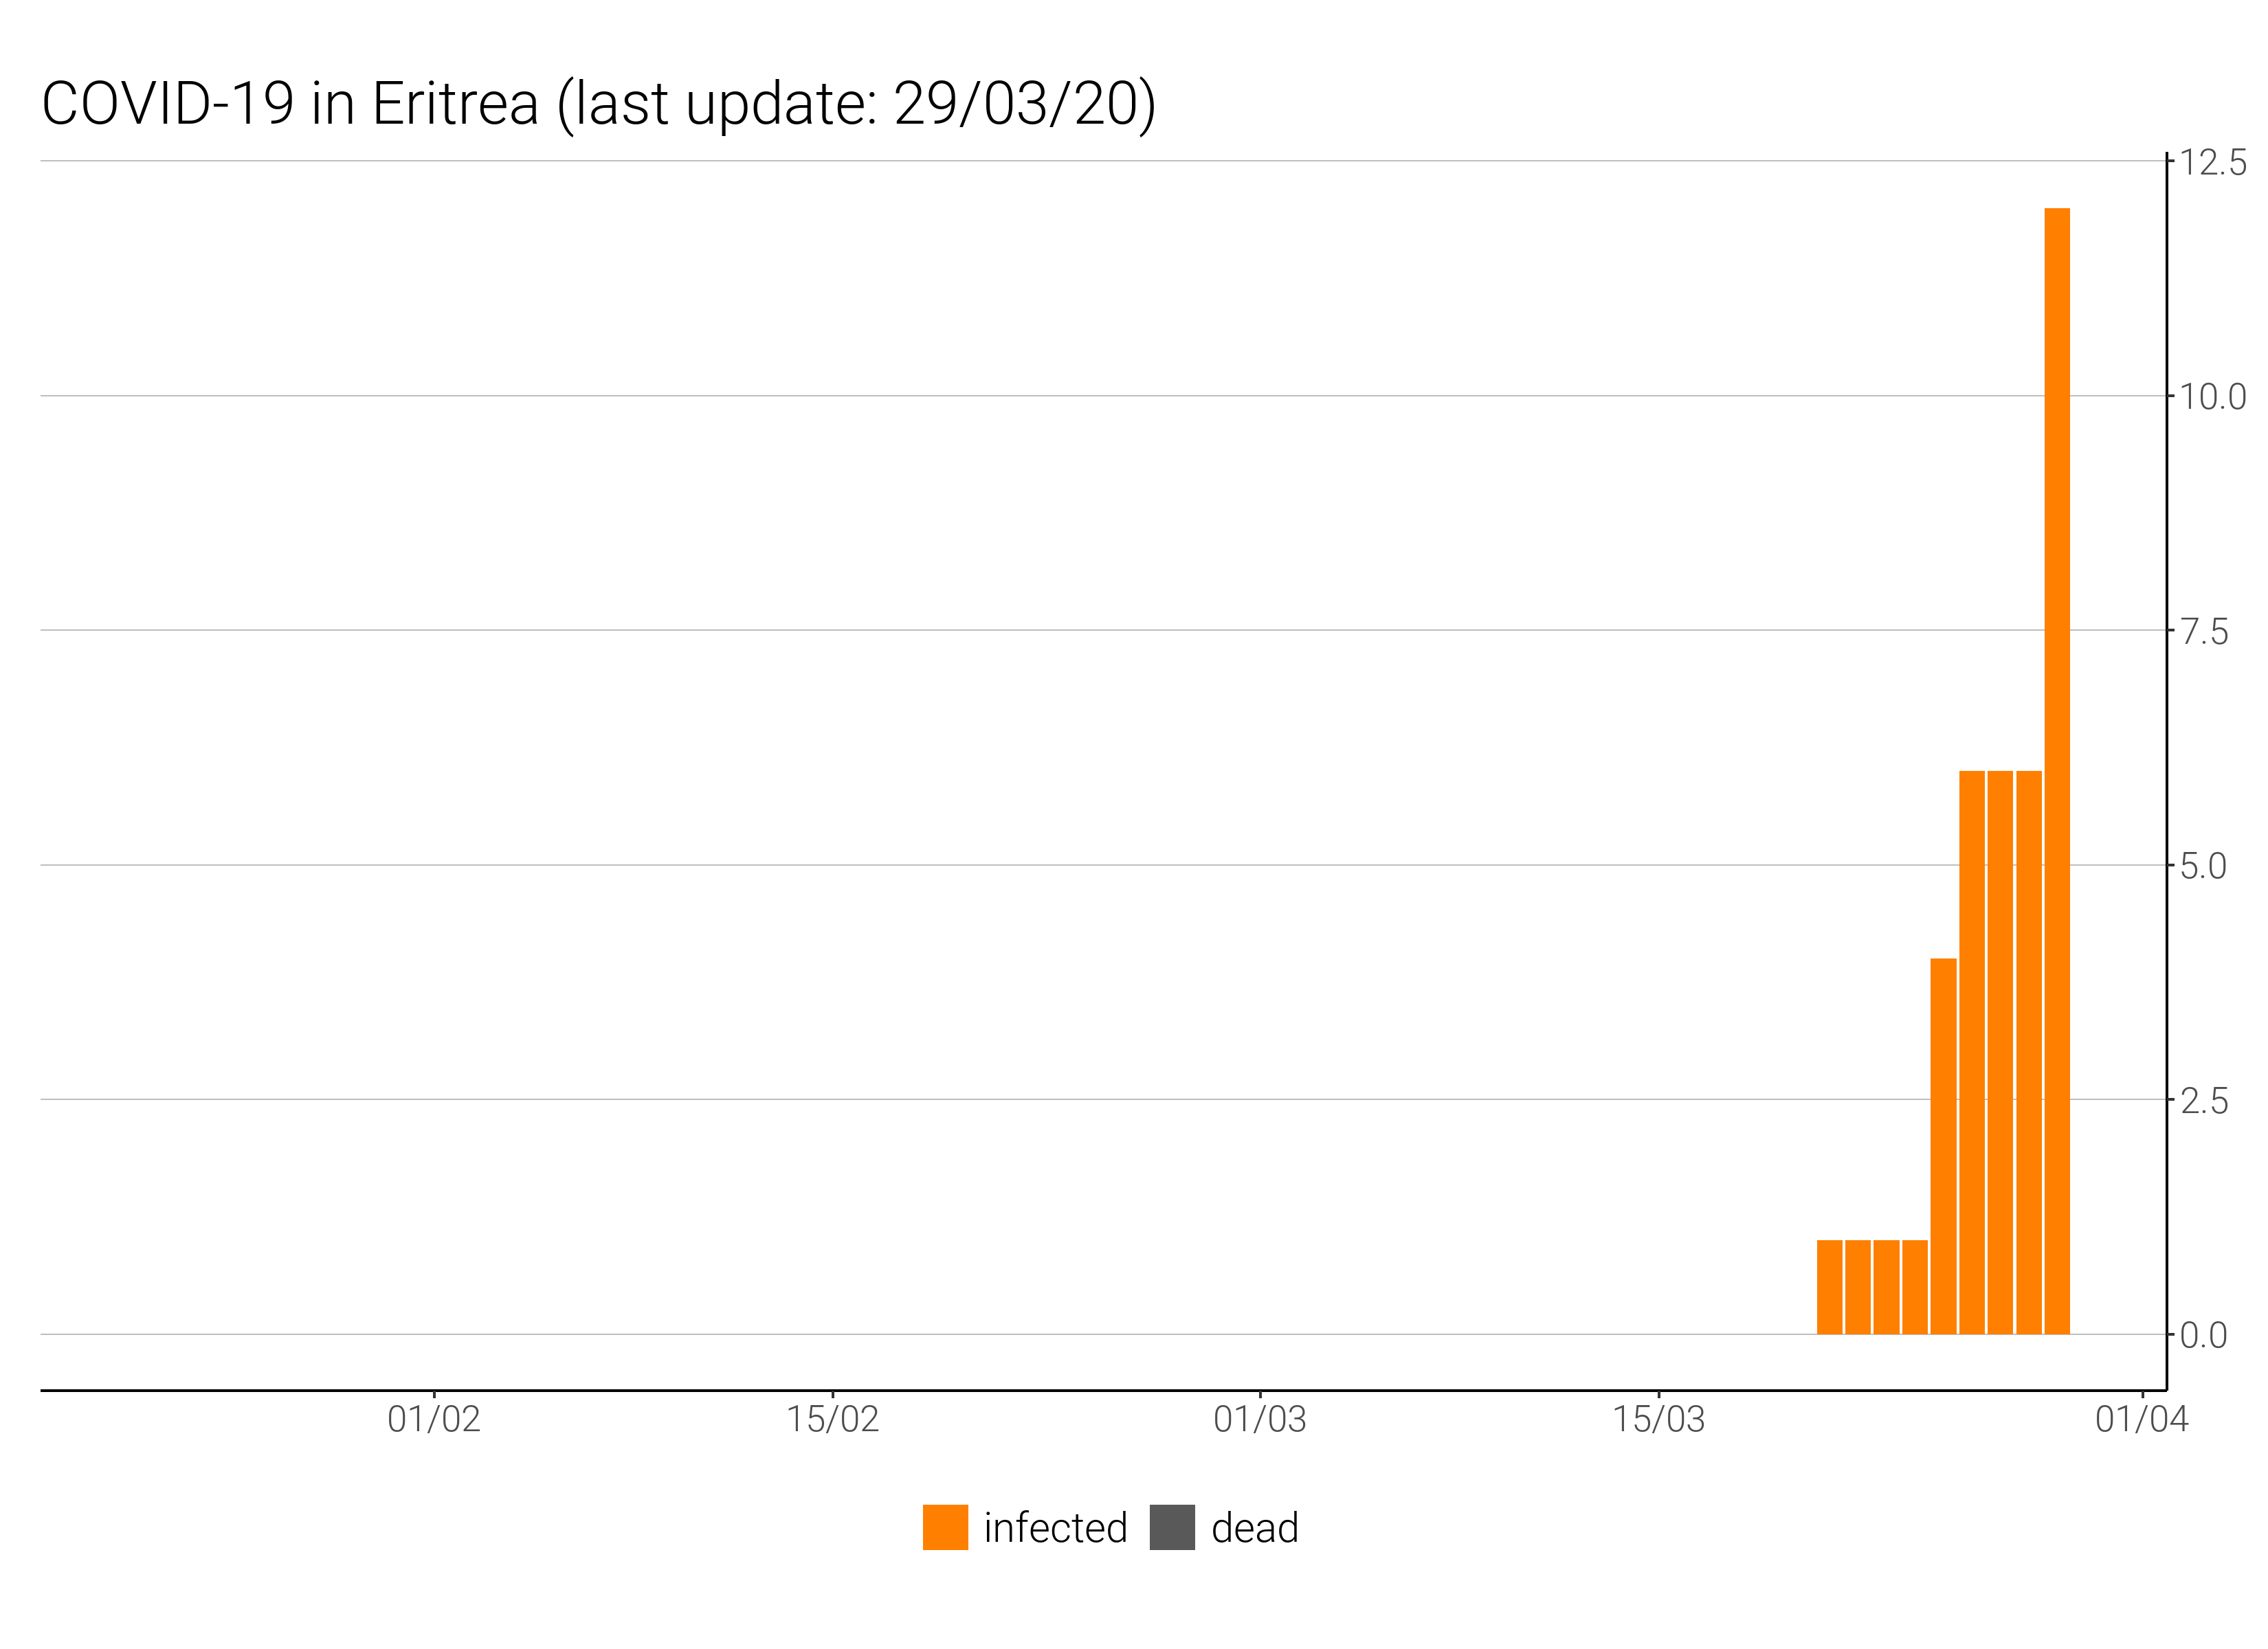 COVID-19 in Eritrea (last update: 29/03/20)
12.5
10.0
7.5
5.0
2.5
0.0
01/02 15/02 01/03 15/03 01/04
infected dead